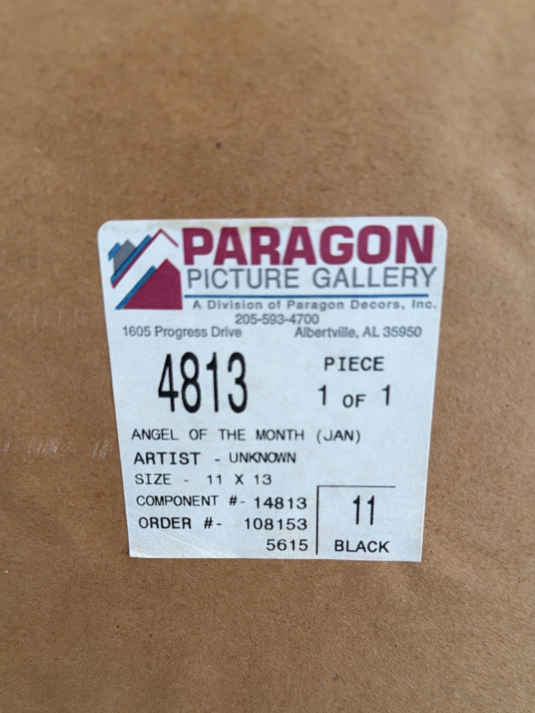 PARAGON
PICTURE GALLERY
A Division of Paragon Decors, Inc.
205-593-4700
1605 Progress Drive Albertville, AL 35950
4813 PIECE
1 OF 1
ANGEL OF THE MONTH (JAN)
ARTIST - UNKNOWN
SIZE - 11 X 13
COMPONENT #- 14813
ORDER #- 108153
5615
11
BLACK